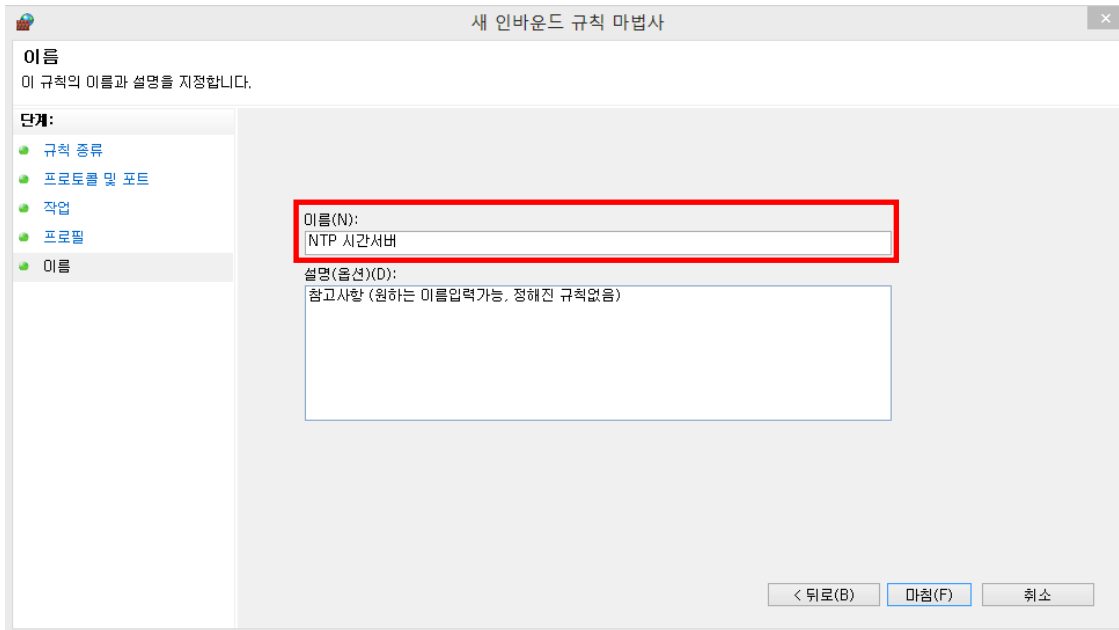 새 인바운드 규칙 마법사
이름
이 규칙의 이름과 설명을 지정합니다.
단계:
규칙 종류
프로토콜 및 포트
작업
프로필
이름
이름(N):
NTP 시간서버
설명(옵션)(D):
참고사항 (원하는 이름입력가능, 정해진 규칙없음)
< 뒤로(B) 마침(F) 취소